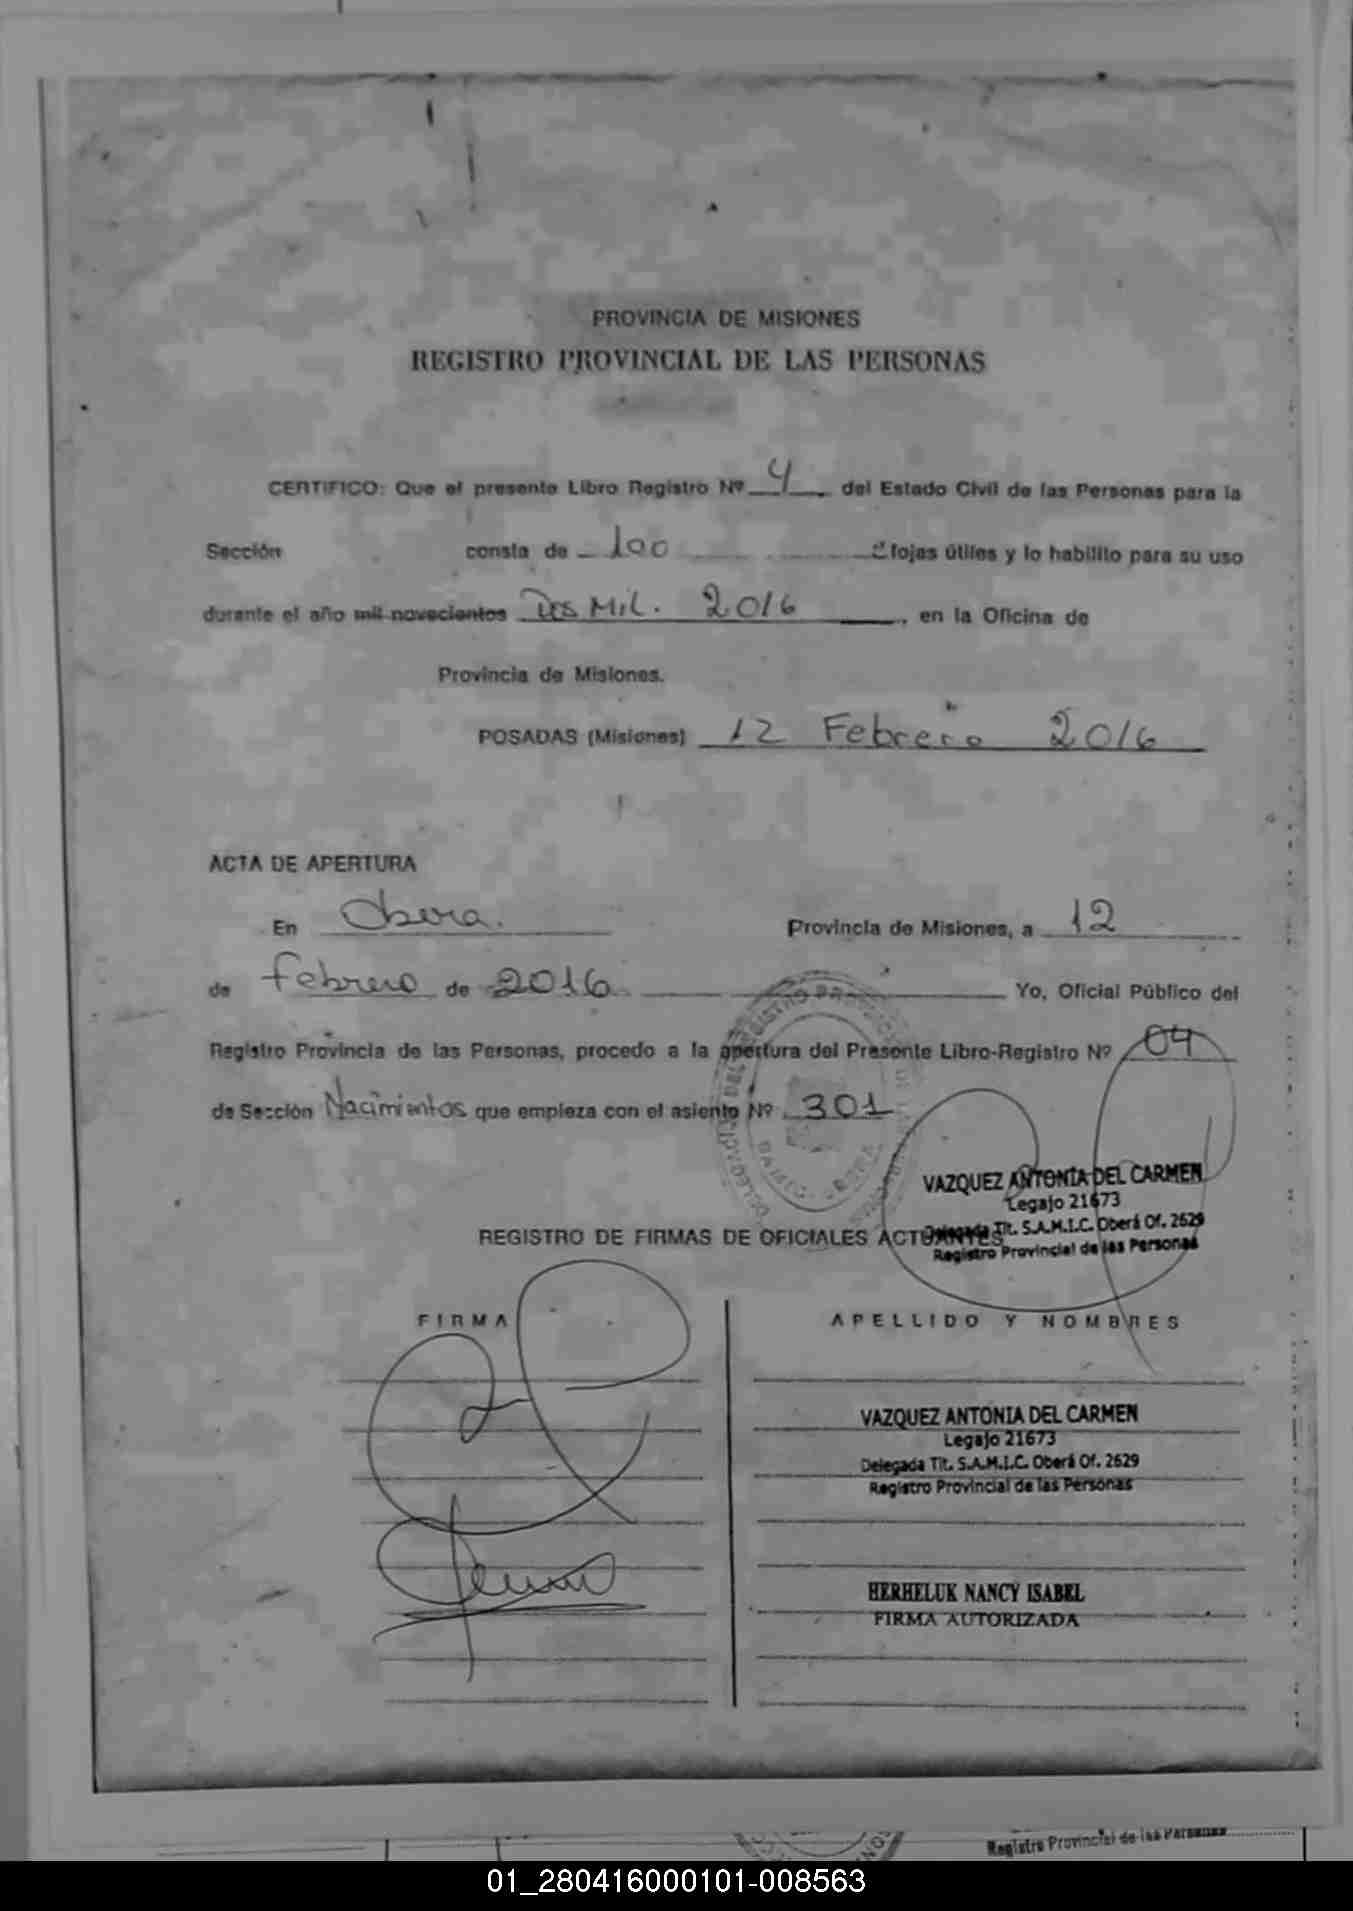 PROVINCIA DE MISIONES
REGISTRO PROVINCIAL DE LAS PERSONAS
CERTIFICO: Que el presente Libro Registro Nº 4 del Estado Civil de las Personas para la
Sección consta de 100 fojas útiles y lo habilito para su uso
durante el año mil novecientos Dos Mil. 2016, en la Oficina de
Provincia de Misiones.
POSADAS (Misiones) 12 Febrero 2016
ACTA DE APERTURA
En Obera. Provincia de Misiones, a 12
de febrero de 2016 Yo, Oficial Público del
Registro Provincia de las Personas, procedo a la apertura del Presente Libro-Registro Nº 04
de Sección Nacimientos que empieza con el asiento Nº 301
VAZQUEZ ANTONIA DEL CARMEN
Legajo 21673
Delegada Tit. S.A.M.I.C. Oberá Of. 2629
Registro Provincial de las Personas
REGISTRO DE FIRMAS DE OFICIALES ACTUANTES
FIRMA APELLIDO Y NOMBRES
VAZQUEZ ANTONIA DEL CARMEN
Legajo 21673
Delegada Tit. S.A.M.I.C. Oberá Of. 2629
Registro Provincial de las Personas
HERHELUK NANCY ISABEL
FIRMA AUTORIZADA
Registro Provincial de las Personas
01_280416000101-008563